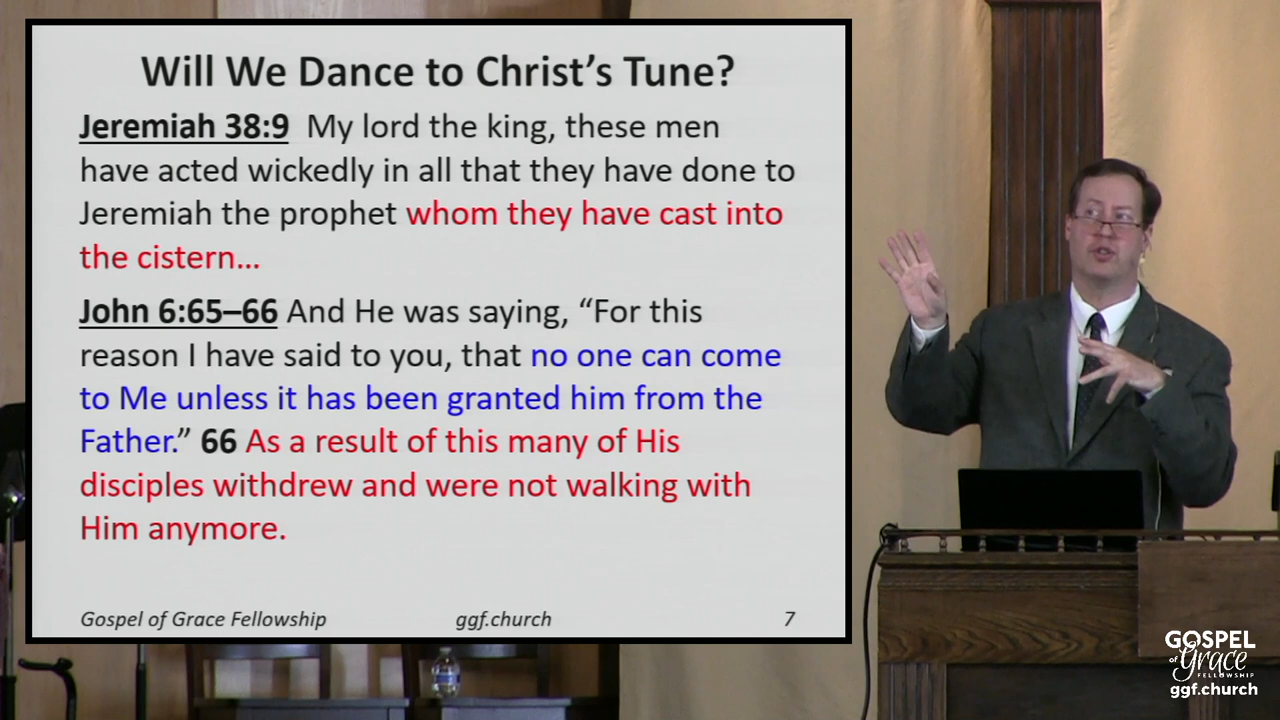 Will We Dance to Christ’s Tune?
Jeremiah 38:9 My lord the king, these men
have acted wickedly in all that they have done to
Jeremiah the prophet whom they have cast into
the cistern...
John 6:65–66 And He was saying, “For this
reason I have said to you, that no one can come
to Me unless it has been granted him from the
Father.” 66 As a result of this many of His
disciples withdrew and were not walking with
Him anymore.
Gospel of Grace Fellowship ggf.church 7
GOSPEL
of Grace
FELLOWSHIP
ggf.church